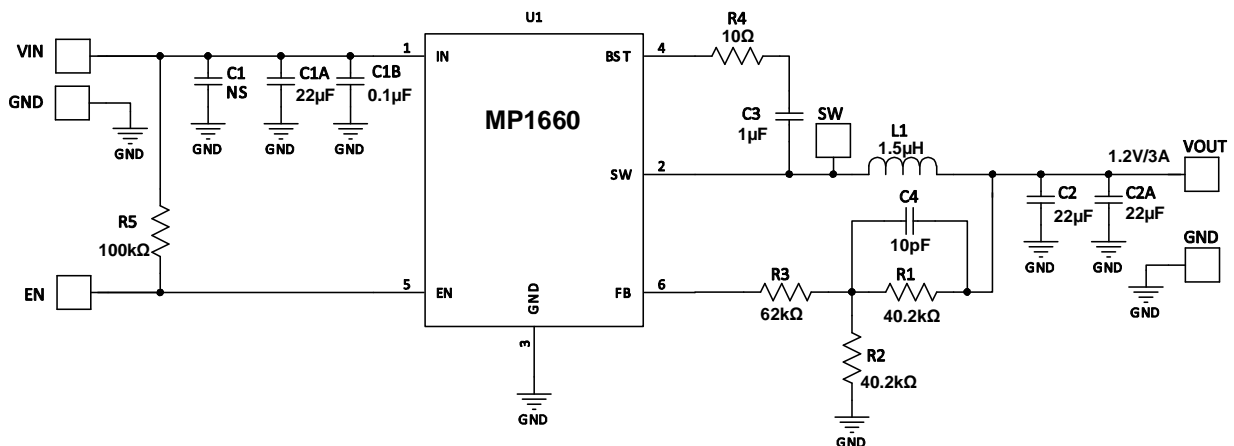 U1
VIN
GND
GND
C1
NS
GND
C1A
22µF
GND
C1B
0.1µF
GND
R5
100kΩ
EN
1
IN
MP1660
BST
4
SW
2
5
EN
FB
6
GND
3
GND
R4
10Ω
C3
1µF
SW
L1
1.5µH
1.2V/3A
VOUT
C2
22µF
GND
C2A
22µF
GND
GND
GND
C4
10pF
R3
62kΩ
R1
40.2kΩ
R2
40.2kΩ
GND